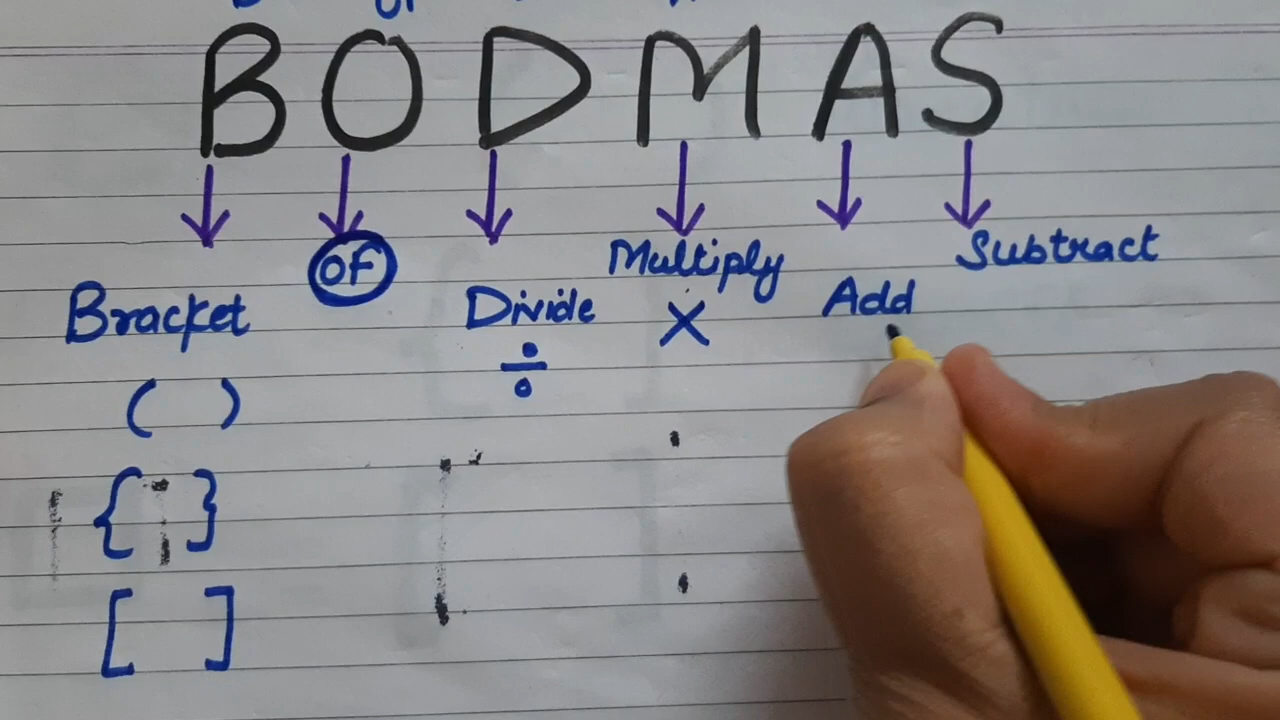 BODMAS
Bracket of Divide Multiply Add Subtract
÷ ×
( )
{ }
[ ]